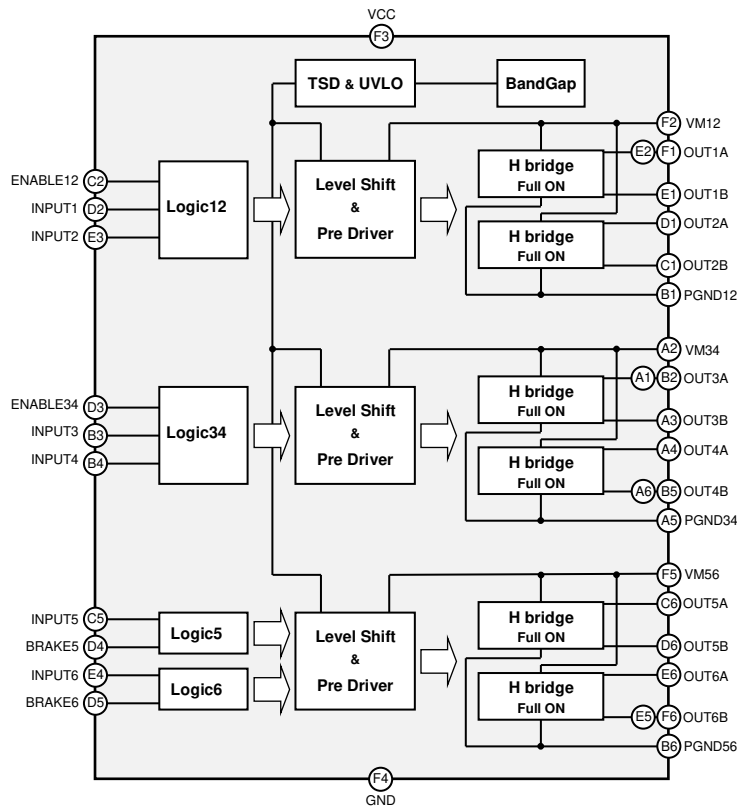 VCC
F3
TSD & UVLO
BandGap
F2 VM12
E2 F1 OUT1A
H bridge
Full ON
E1 OUT1B
D1 OUT2A
H bridge
Full ON
C1 OUT2B
B1 PGND12
ENABLE12 C2
INPUT1 D2
INPUT2 E3
Logic12
Level Shift
&
Pre Driver
A2 VM34
A1 B2 OUT3A
H bridge
Full ON
A3 OUT3B
A4 OUT4A
H bridge
Full ON
A6 B5 OUT4B
A5 PGND34
ENABLE34 D3
INPUT3 B3
INPUT4 B4
Logic34
Level Shift
&
Pre Driver
F5 VM56
C6 OUT5A
H bridge
Full ON
D6 OUT5B
E6 OUT6A
H bridge
Full ON
E5 F6 OUT6B
B6 PGND56
INPUT5 C5
BRAKE5 D4
INPUT6 E4
BRAKE6 D5
Logic5
Logic6
Level Shift
&
Pre Driver
F4
GND